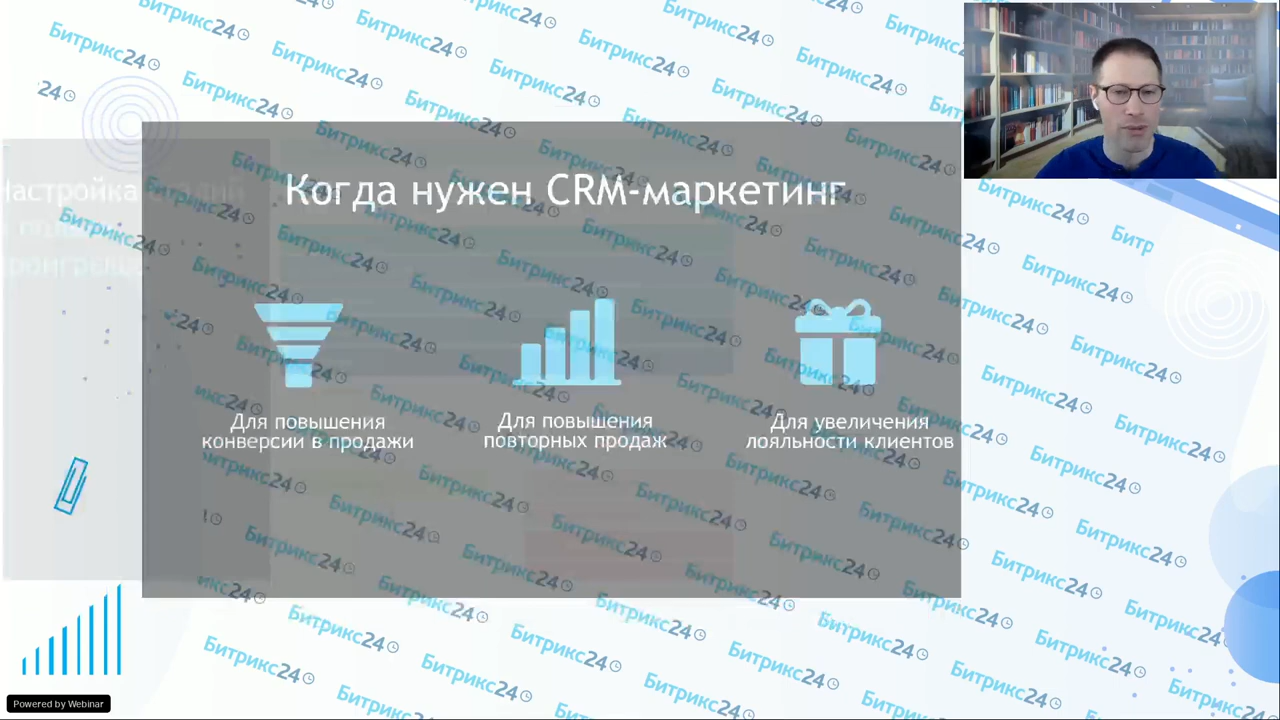 Когда нужен CRM-маркетинг
Для повышения
конверсии в продажи
Для повышения
повторных продаж
Для увеличения
лояльности клиентов
Настройка
Битрикс24
Powered by Webinar